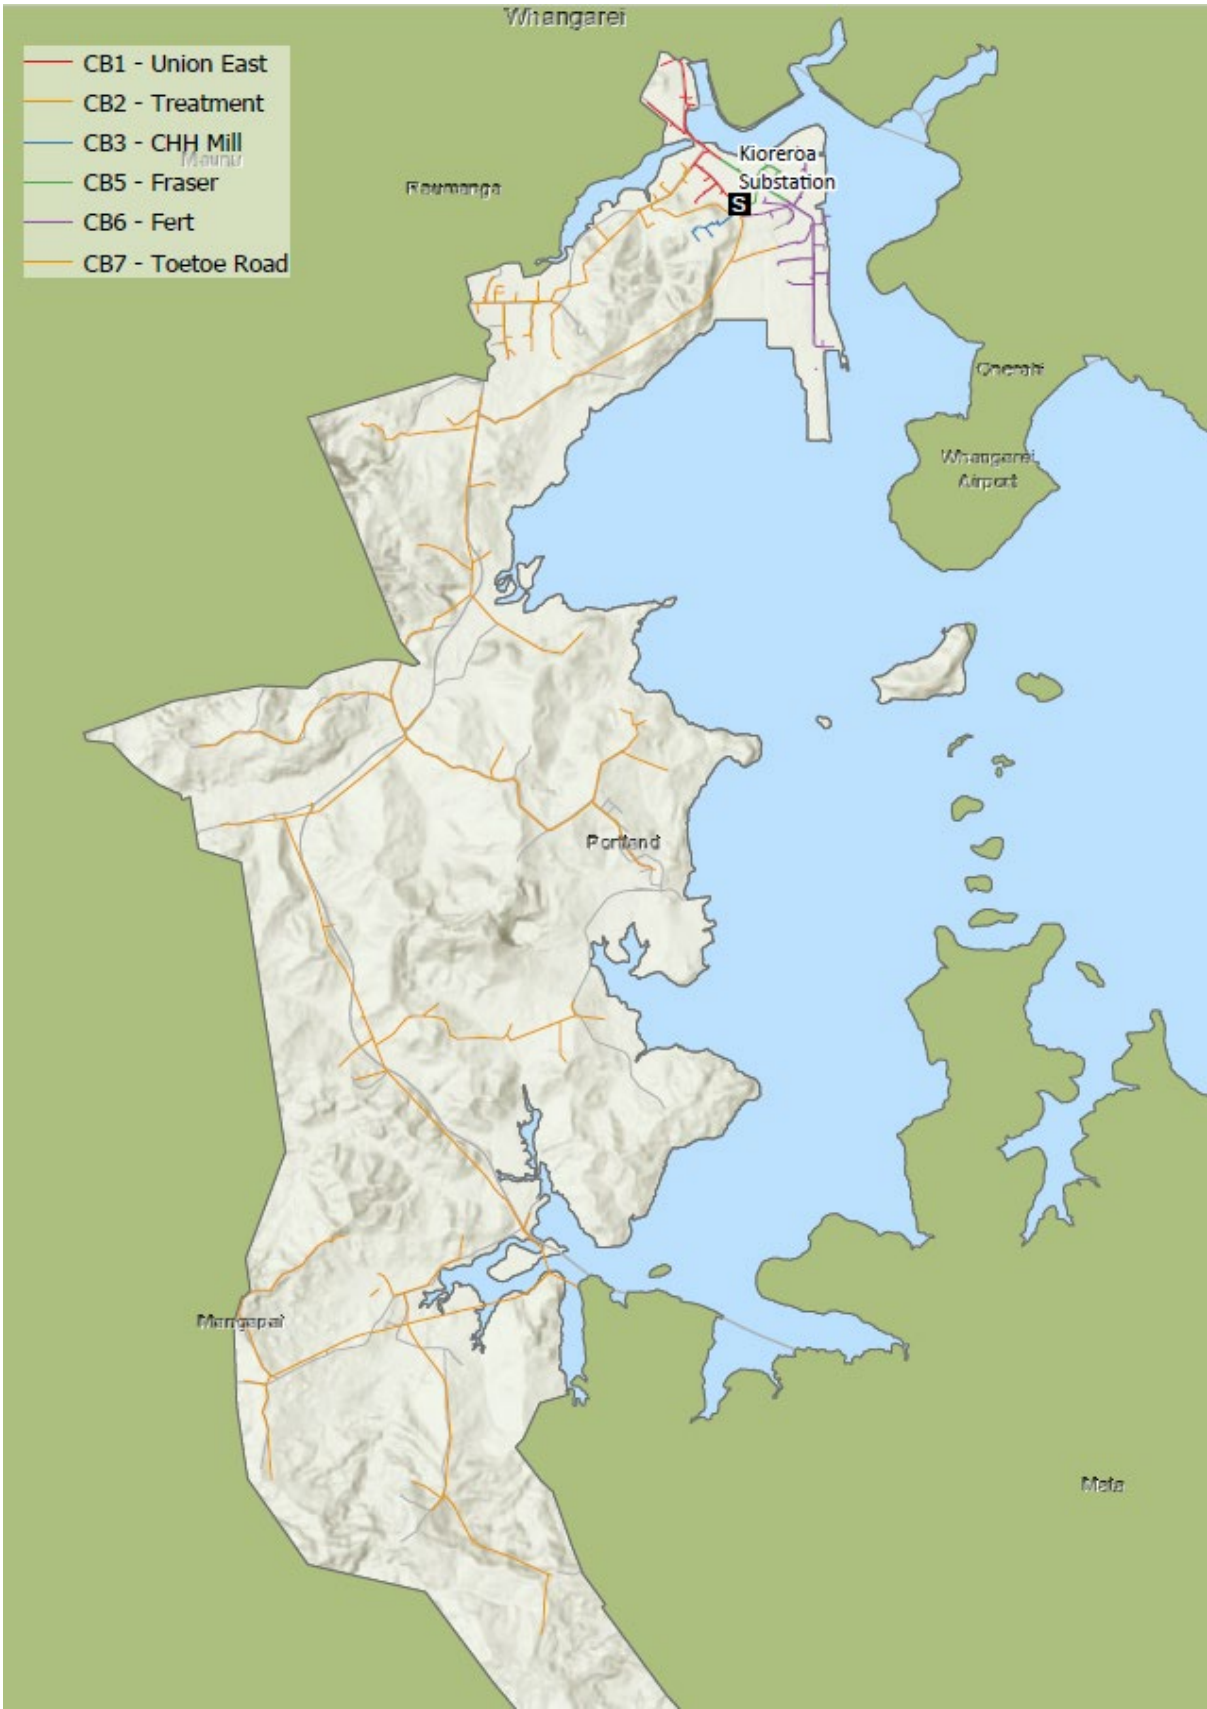 Whangarei
CB1 - Union East
CB2 - Treatment
CB3 - CHH Mill
Maunu
CB5 - Fraser
CB6 - Fert
CB7 - Toetoe Road
Raumanga
Kioreroa
Substation
S
Onerahi
Whangarei
Airport
Portland
Mangapai
Mata